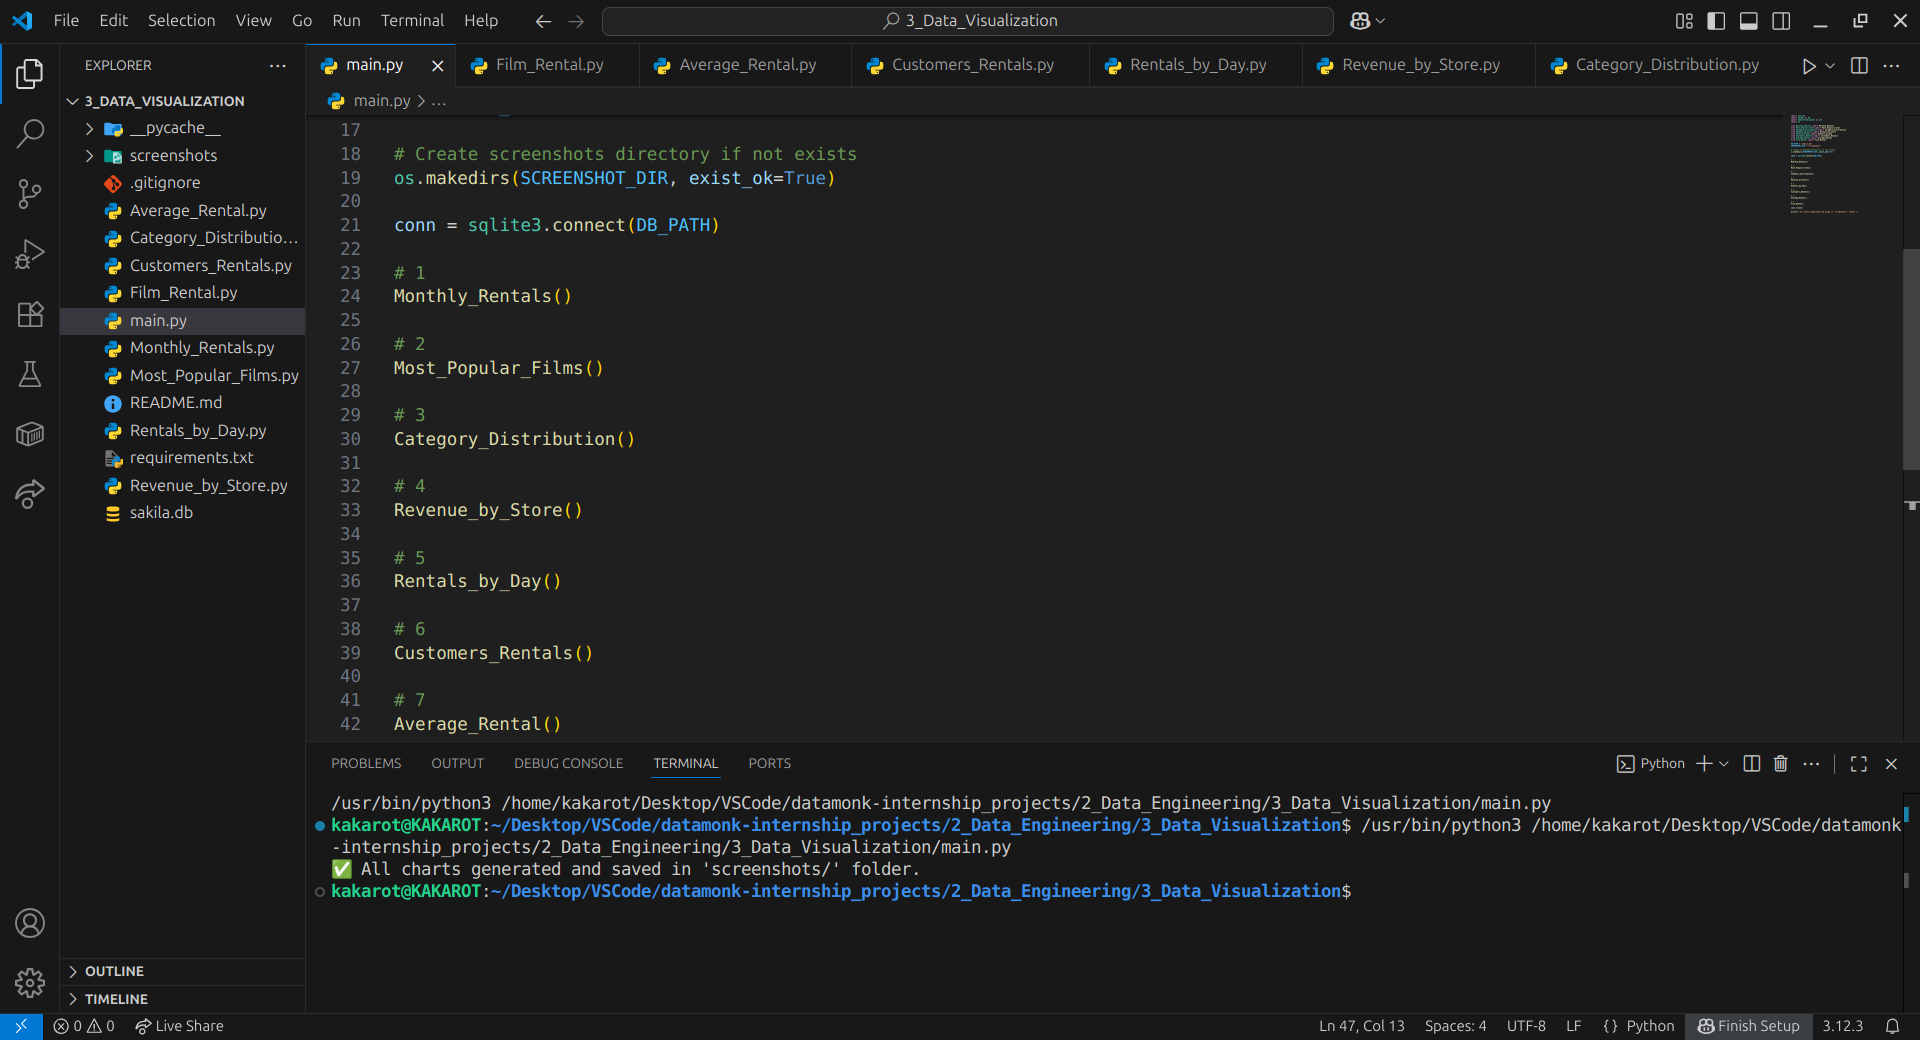 File Edit Selection View Go Run Terminal Help
3_Data_Visualization
EXPLORER
main.py
Film_Rental.py
Average_Rental.py
Customers_Rentals.py
Rentals_by_Day.py
Revenue_by_Store.py
Category_Distribution.py
main.py > ...
3_DATA_VISUALIZATION
__pycache__
screenshots
.gitignore
Average_Rental.py
Category_Distributio...
Customers_Rentals.py
Film_Rental.py
main.py
Monthly_Rentals.py
Most_Popular_Films.py
README.md
Rentals_by_Day.py
requirements.txt
Revenue_by_Store.py
sakila.db
OUTLINE
TIMELINE
17
18 # Create screenshots directory if not exists
19 os.makedirs(SCREENSHOT_DIR, exist_ok=True)
20
21 conn = sqlite3.connect(DB_PATH)
22
23 # 1
24 Monthly_Rentals()
25
26 # 2
27 Most_Popular_Films()
28
29 # 3
30 Category_Distribution()
31
32 # 4
33 Revenue_by_Store()
34
35 # 5
36 Rentals_by_Day()
37
38 # 6
39 Customers_Rentals()
40
41 # 7
42 Average_Rental()
PROBLEMS OUTPUT DEBUG CONSOLE TERMINAL PORTS
Python
/usr/bin/python3 /home/kakarot/Desktop/VSCode/datamonk-internship_projects/2_Data_Engineering/3_Data_Visualization/main.py
kakarot@KAKAROT:~/Desktop/VSCode/datamonk-internship_projects/2_Data_Engineering/3_Data_Visualization$ /usr/bin/python3 /home/kakarot/Desktop/VSCode/datamonk
-internship_projects/2_Data_Engineering/3_Data_Visualization/main.py
✅ All charts generated and saved in 'screenshots/' folder.
kakarot@KAKAROT:~/Desktop/VSCode/datamonk-internship_projects/2_Data_Engineering/3_Data_Visualization$
0 0 Live Share
Ln 47, Col 13 Spaces: 4 UTF-8 LF {} Python Finish Setup 3.12.3